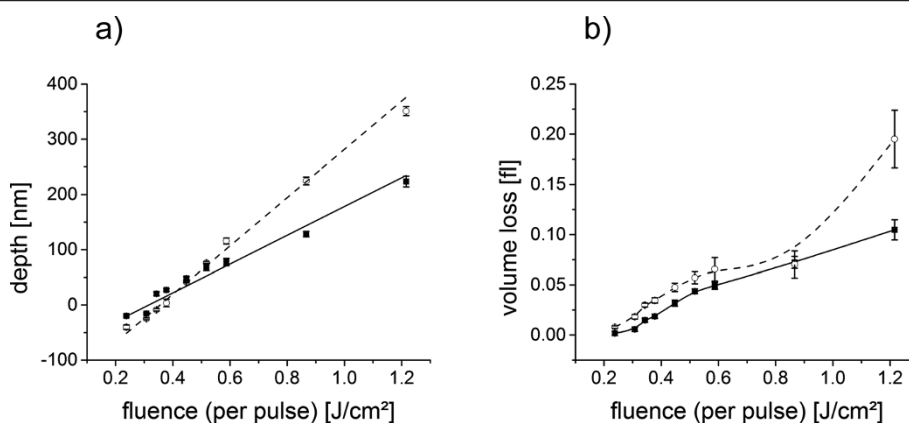 a)
depth [nm]
400
300
200
100
0
-100
0.2 0.4 0.6 0.8 1.0 1.2
fluence (per pulse) [J/cm²]
b)
volume loss [fl]
0.25
0.20
0.15
0.10
0.05
0.00
0.2 0.4 0.6 0.8 1.0 1.2
fluence (per pulse) [J/cm²]